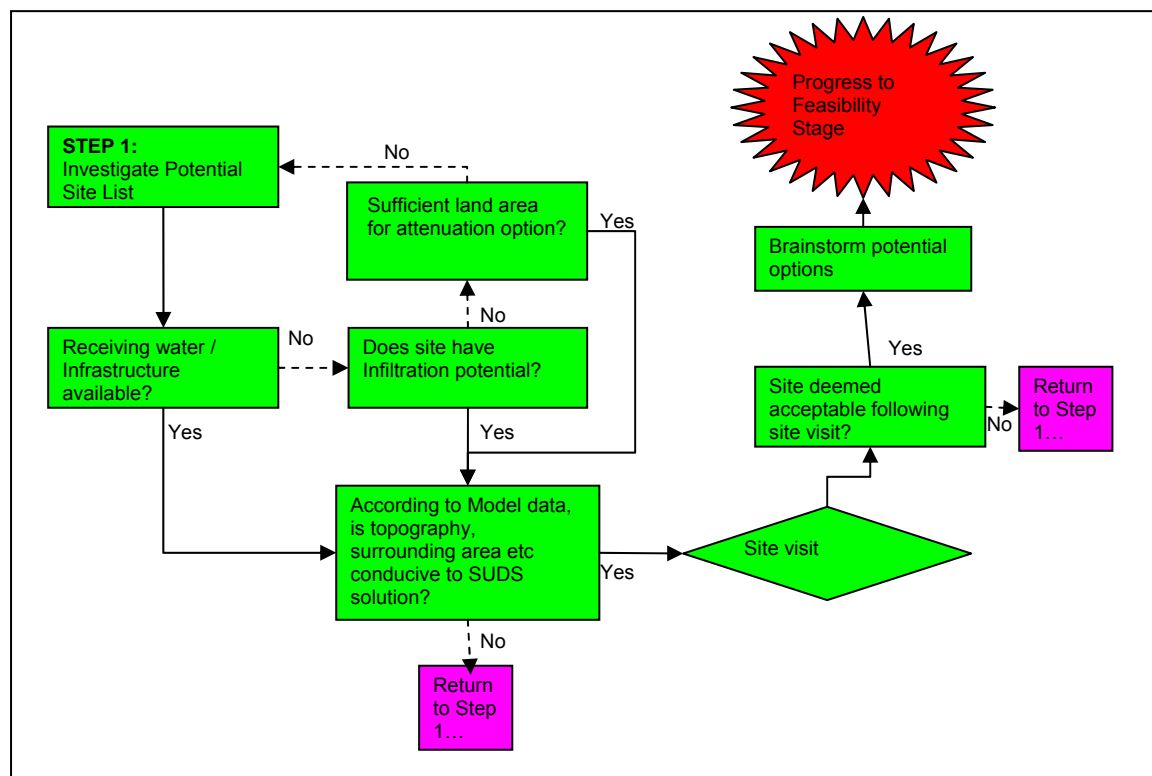 Progress to
Feasibility
Stage
STEP 1:
Investigate Potential
Site List
No
Sufficient land area
for attenuation option?
Yes
Brainstorm potential
options
No
Receiving water /
Infrastructure
available?
No
Does site have
Infiltration potential?
Yes
Site deemed
acceptable following
site visit?
No
Return
to Step
1…
Yes
Yes
According to Model data,
is topography,
surrounding area etc
conducive to SUDS
solution?
Yes
Site visit
No
Return
to Step
1…